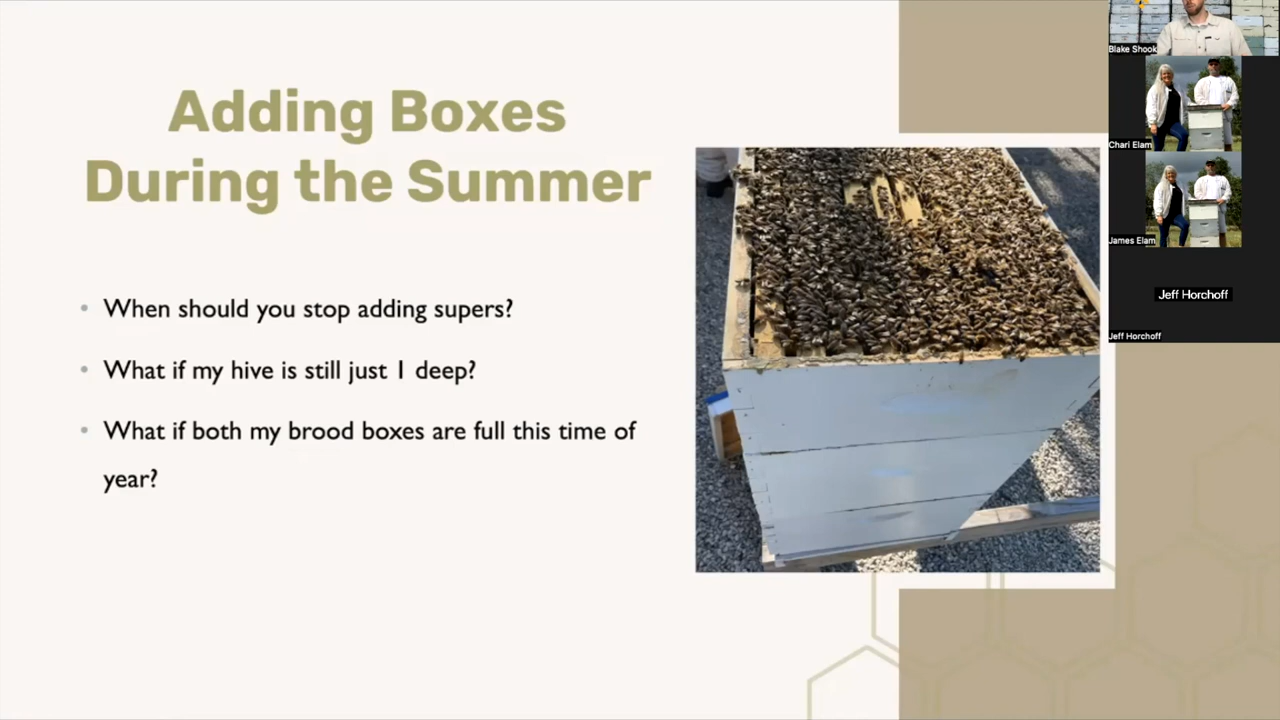 Adding Boxes
During the Summer
• When should you stop adding supers?
• What if my hive is still just 1 deep?
• What if both my brood boxes are full this time of
year?
Blake Shook
Chari Elam
James Elam
Jeff Horchoff
Jeff Horchoff